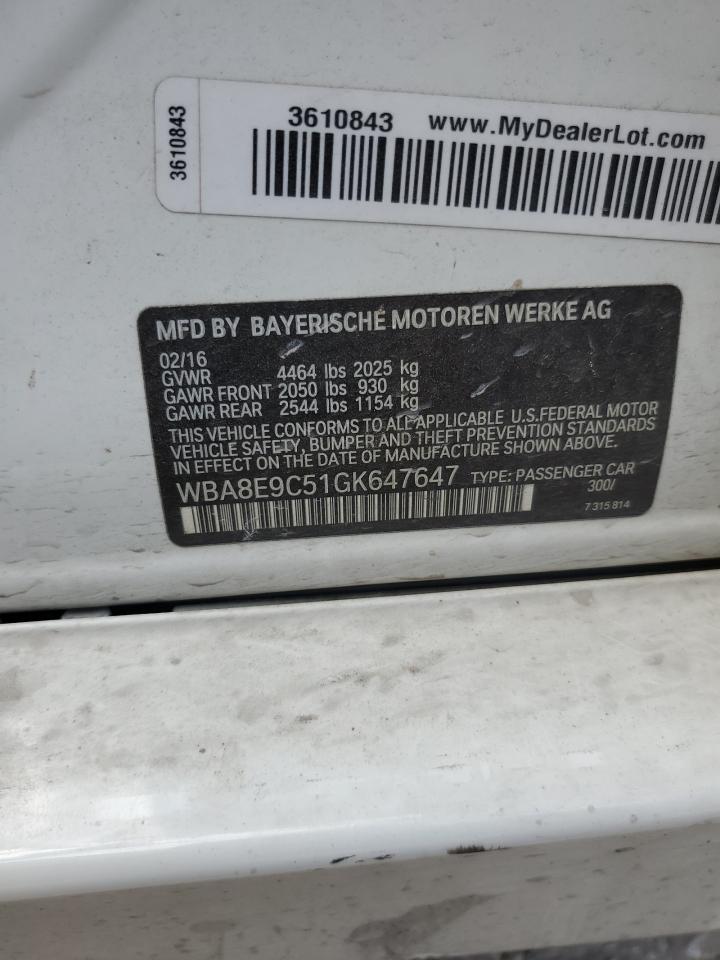 3610843
3610843 www.MyDealerLot.com
MFD BY BAYERISCHE MOTOREN WERKE AG
02/16
GVWR 4464 lbs 2025 kg
GAWR FRONT 2050 lbs 930 kg
GAWR REAR 2544 lbs 1154 kg
THIS VEHICLE CONFORMS TO ALL APPLICABLE U.S.FEDERAL MOTOR
VEHICLE SAFETY, BUMPER AND THEFT PREVENTION STANDARDS
IN EFFECT ON THE DATE OF MANUFACTURE SHOWN ABOVE.
WBA8E9C51GK647647 TYPE: PASSENGER CAR
300/
7 315 814